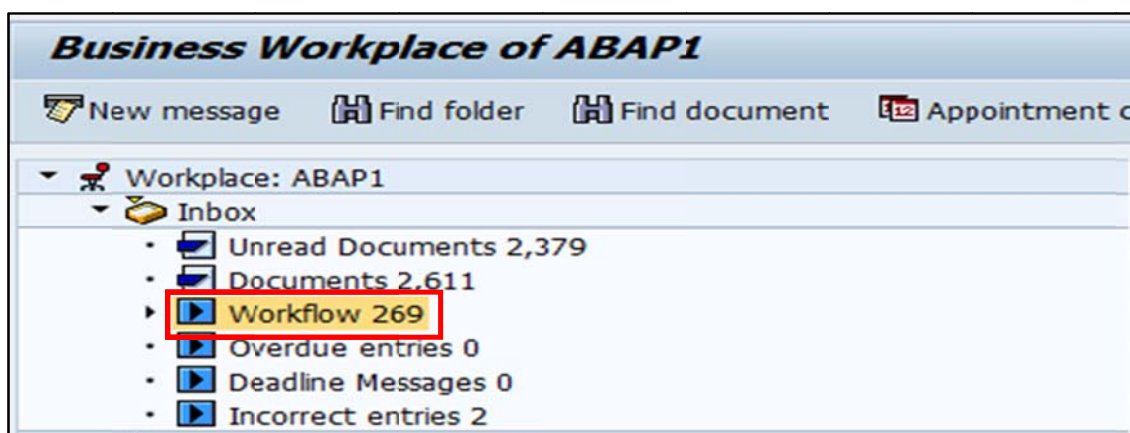 Business Workplace of ABAP1
New message Find folder Find document Appointment c
Workplace: ABAP1
Inbox
Unread Documents 2,379
Documents 2,611
Workflow 269
Overdue entries 0
Deadline Messages 0
Incorrect entries 2